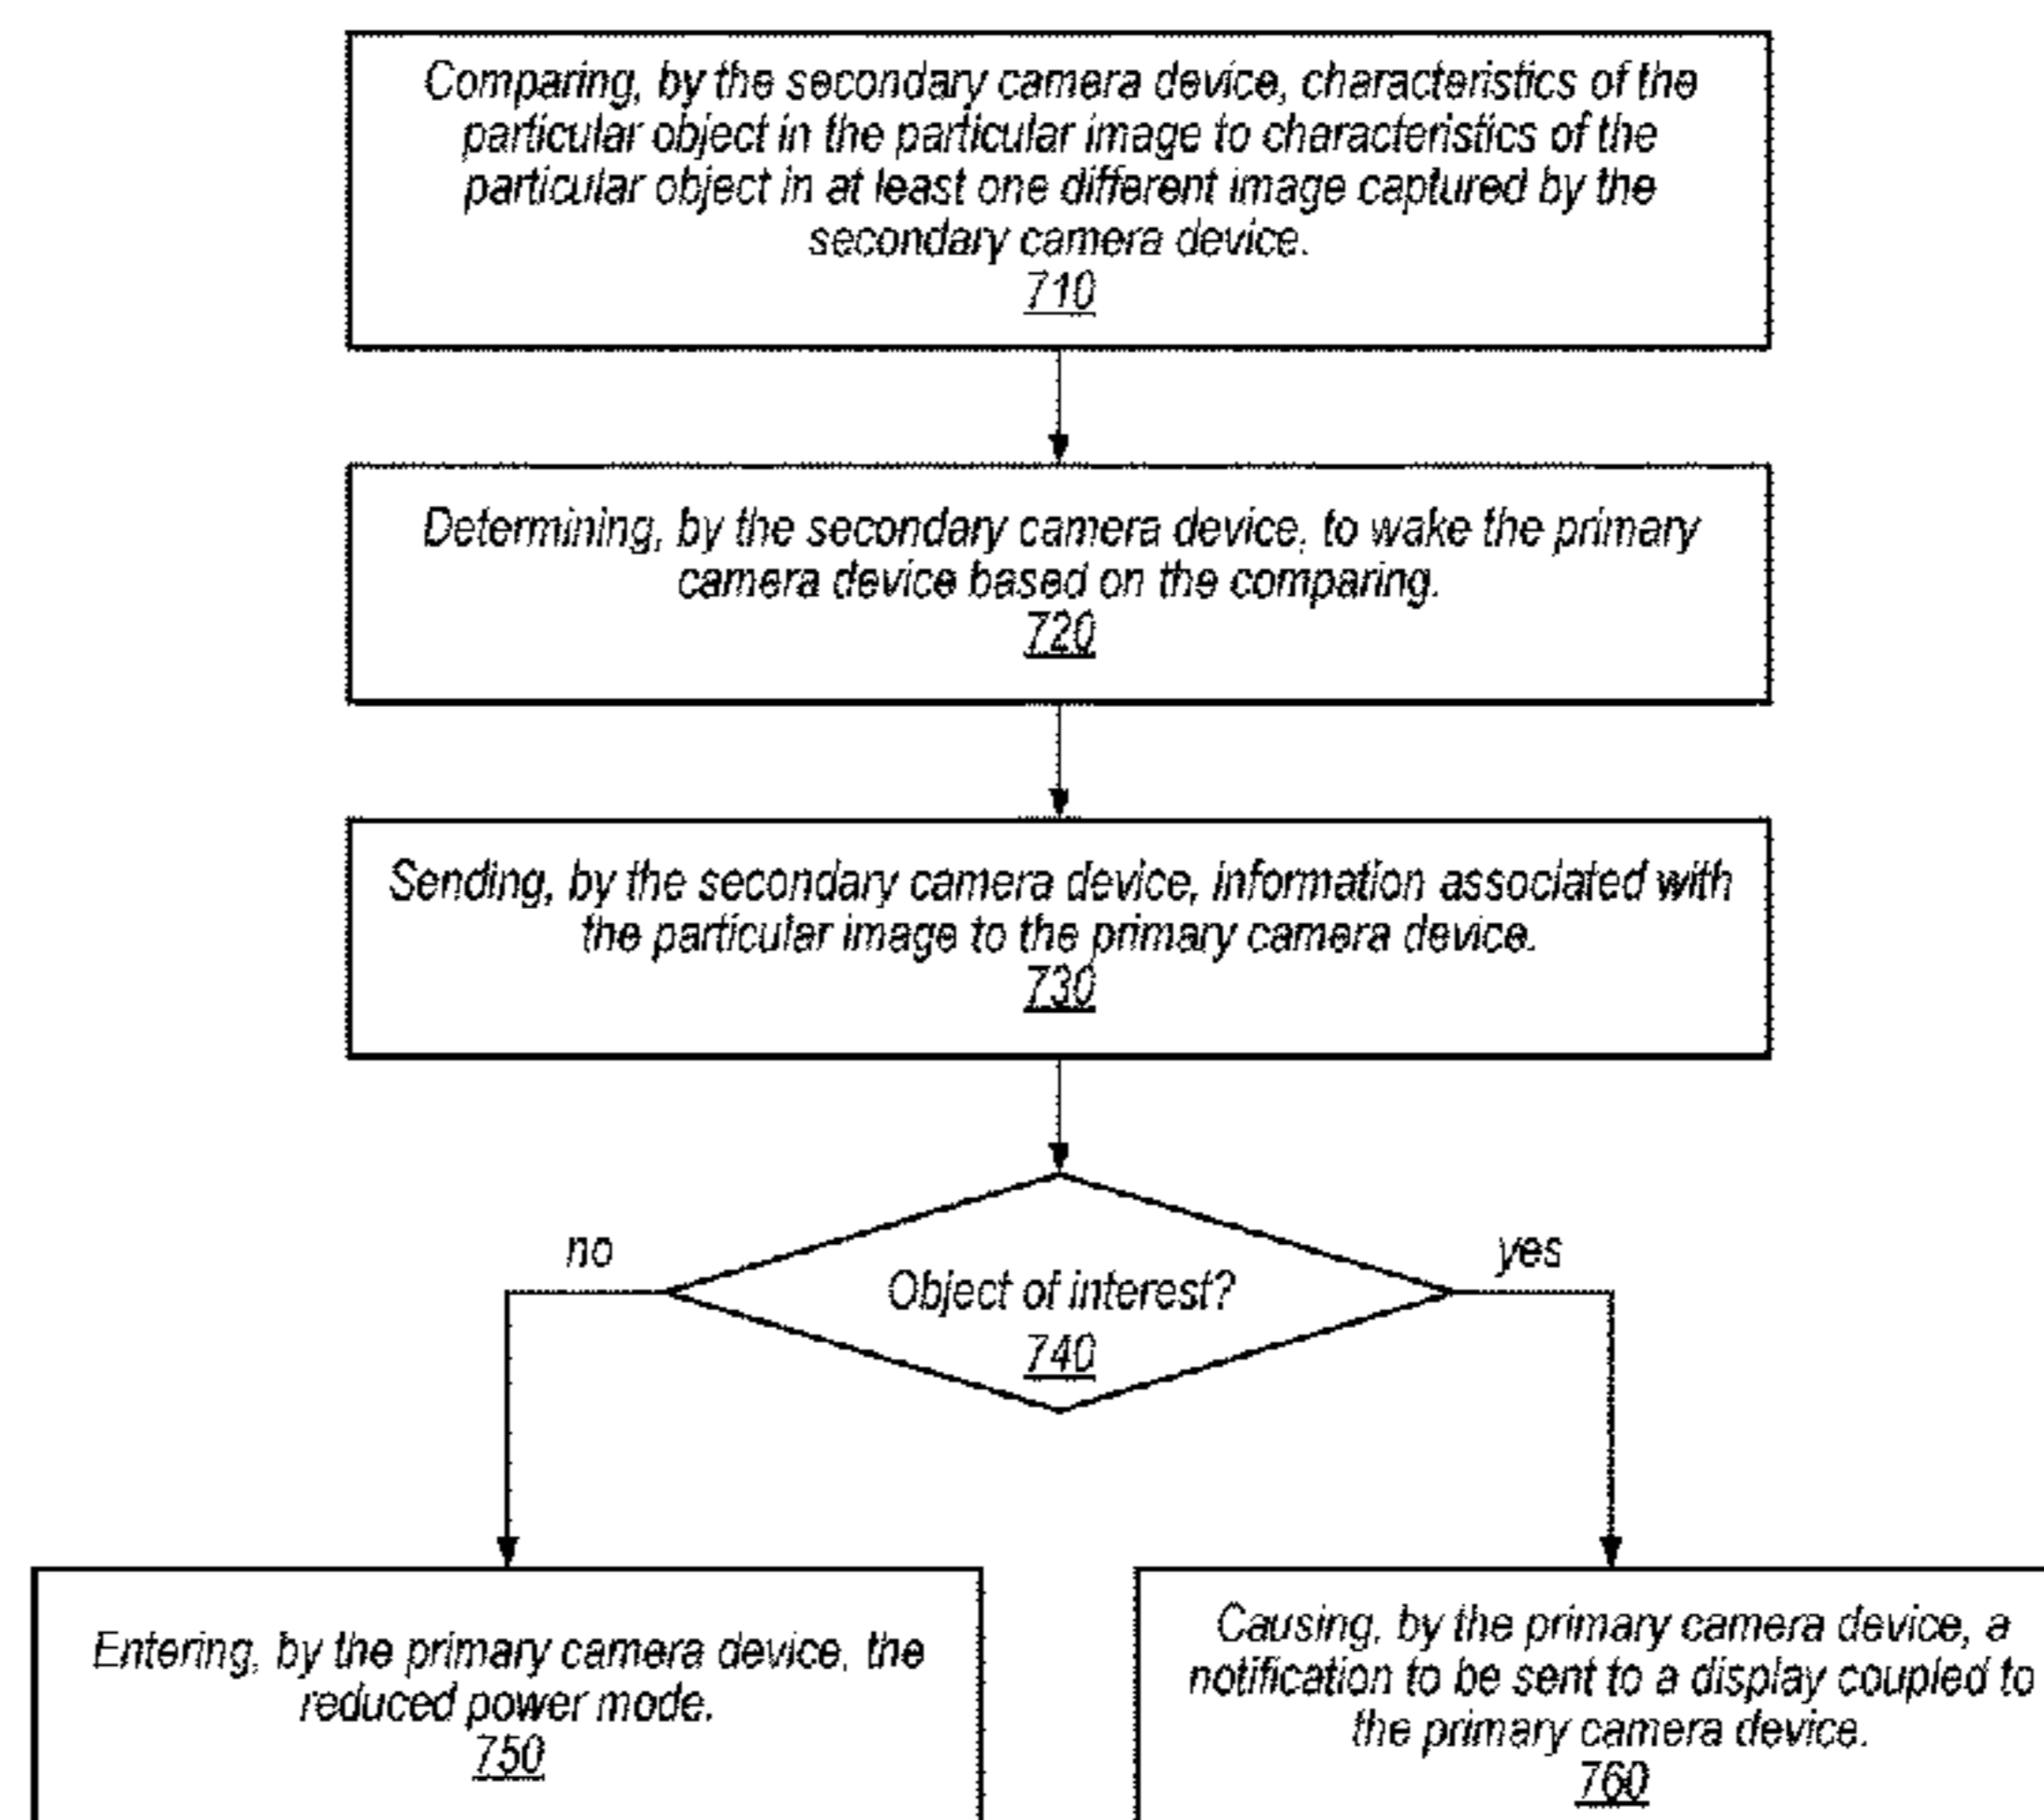 Comparing, by the secondary camera device, characteristics of the
particular object in the particular image to characteristics of the
particular object in at least one different image captured by the
secondary camera device.
710
Determining, by the secondary camera device, to wake the primary
camera device based on the comparing.
720
Sending, by the secondary camera device, information associated with
the particular image to the primary camera device.
730
no
yes
Object of interest?
740
Entering, by the primary camera device, the
reduced power mode.
750
Causing, by the primary camera device, a
notification to be sent to a display coupled to
the primary camera device.
760